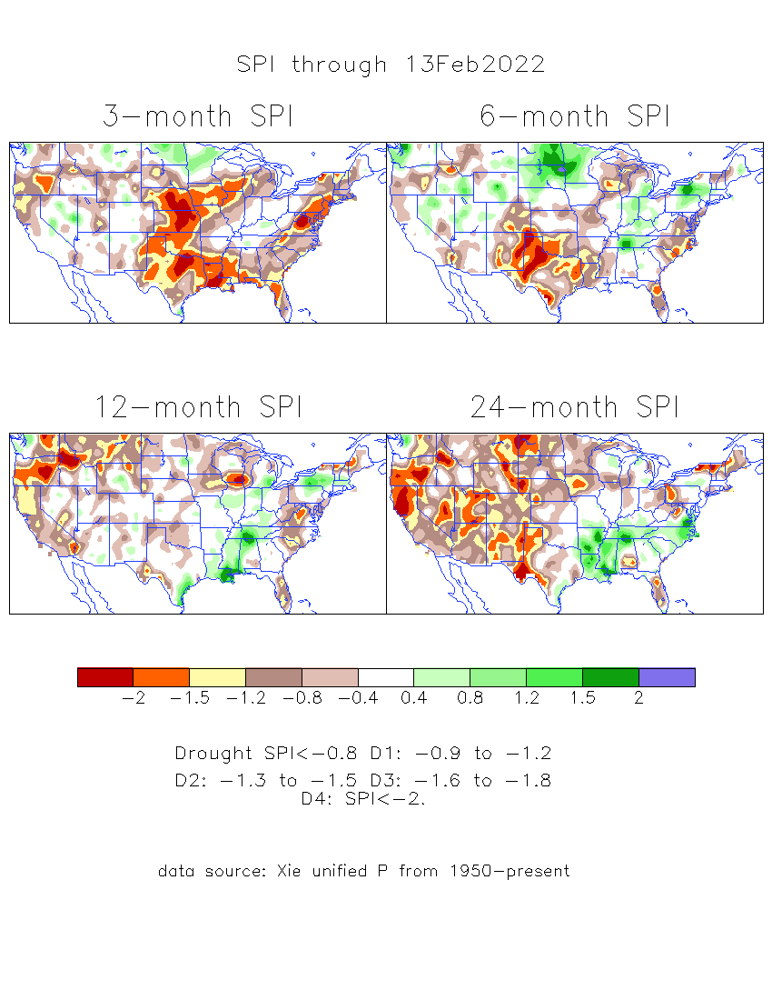 SPI through 13Feb2022
3-month SPI
6-month SPI
12-month SPI
24-month SPI
-2 -1.5 -1.2 -0.8 -0.4 0.4 0.8 1.2 1.5 2
Drought SPI<-0.8 D1: -0.9 to -1.2
D2: -1.3 to -1.5 D3: -1.6 to -1.8
D4: SPI<-2.
data source: Xie unified P from 1950-present